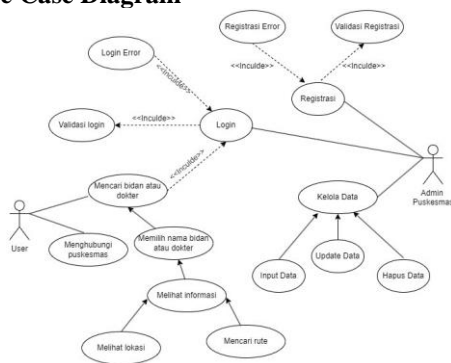 e Case Diagram
Registrasi Error
Validasi Registrasi
Login Error
<<Inculde>>
<<Inculde>>
<<Inculde>>
Registrasi
Validasi login
<<Inculde>>
Login
<<Inculde>>
Mencari bidan atau
dokter
Kelola Data
Admin
Puskesmas
User
Menghubungi
puskesmas
Memilih nama bidan
atau dokter
Input Data
Update Data
Hapus Data
Melihat informasi
Melihat lokasi
Mencari rute